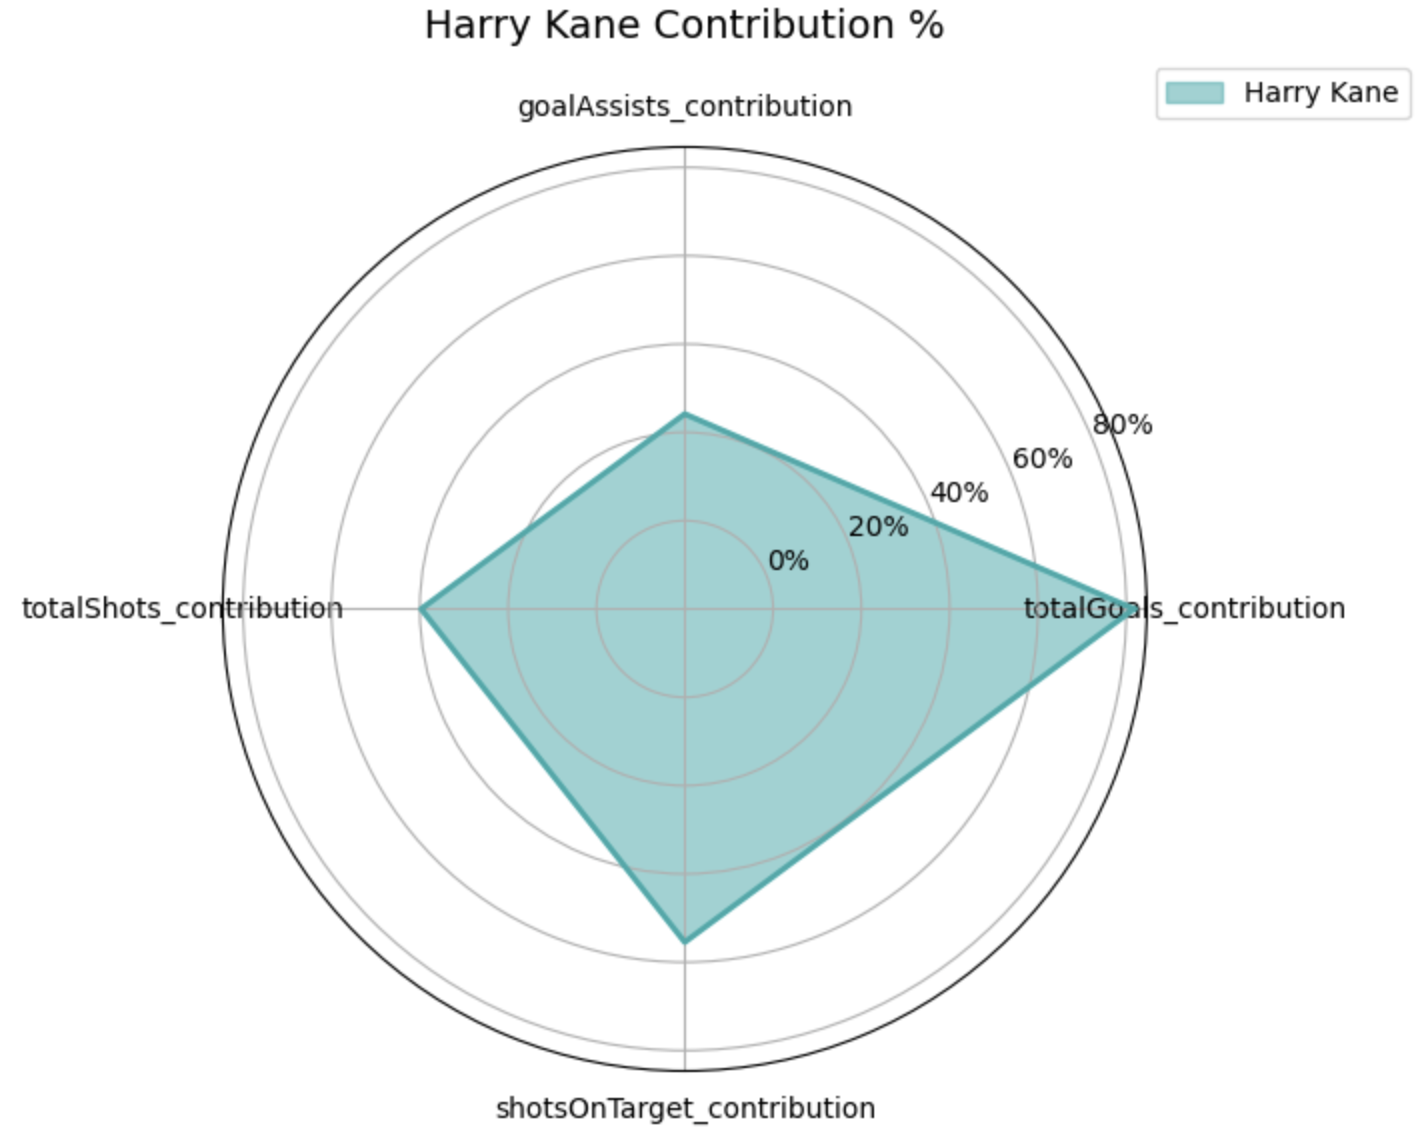 Harry Kane Contribution %
Harry Kane
goalAssists_contribution
80%
60%
40%
20%
0%
totalShots_contribution
totalGoals_contribution
shotsOnTarget_contribution